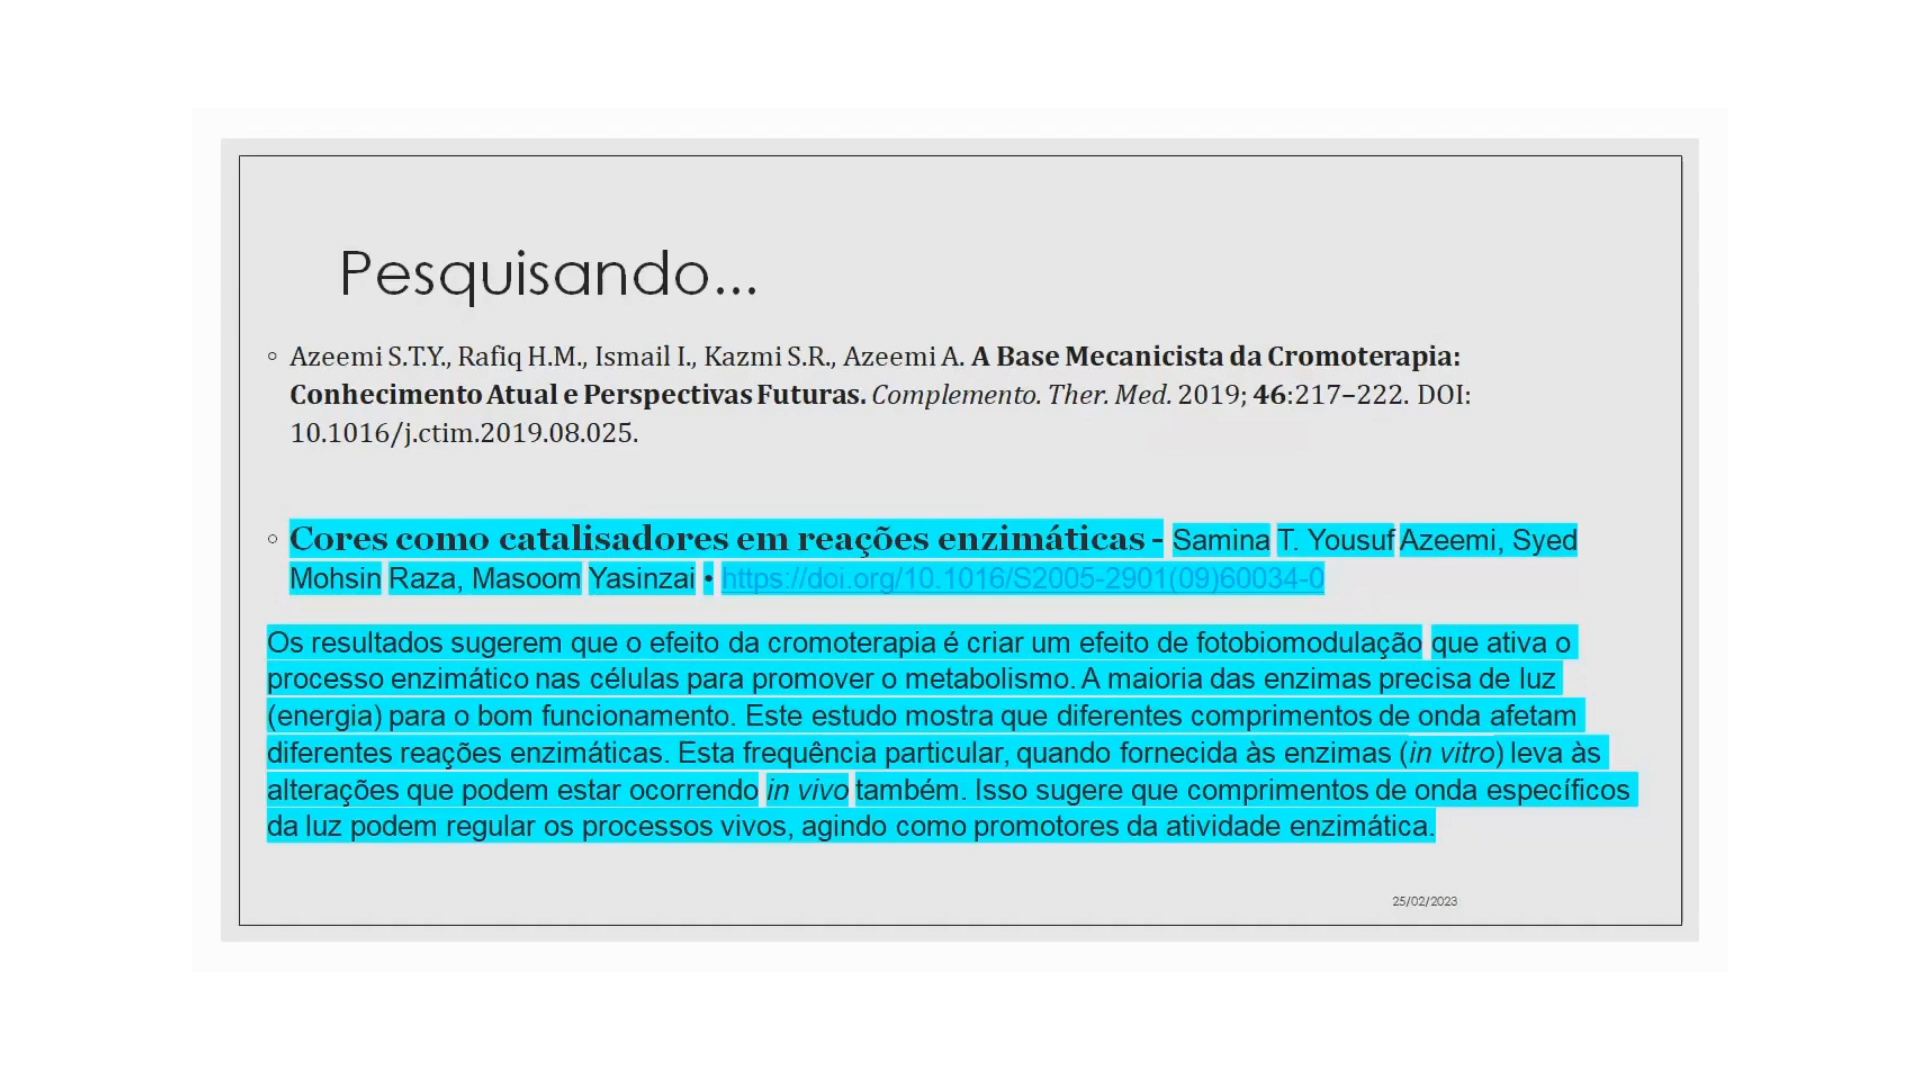 Pesquisando...
◦ Azeemi S.T.Y., Rafiq H.M., Ismail I., Kazmi S.R., Azeemi A. A Base Mecanicista da Cromoterapia:
Conhecimento Atual e Perspectivas Futuras. Complemento. Ther. Med. 2019; 46:217–222. DOI:
10.1016/j.ctim.2019.08.025.
◦ Cores como catalisadores em reações enzimáticas - Samina T. Yousuf Azeemi, Syed
Mohsin Raza, Masoom Yasinzai • https://doi.org/10.1016/S2005-2901(09)60034-0
Os resultados sugerem que o efeito da cromoterapia é criar um efeito de fotobiomodulação que ativa o
processo enzimático nas células para promover o metabolismo. A maioria das enzimas precisa de luz
(energia) para o bom funcionamento. Este estudo mostra que diferentes comprimentos de onda afetam
diferentes reações enzimáticas. Esta frequência particular, quando fornecida às enzimas (in vitro) leva às
alterações que podem estar ocorrendo in vivo também. Isso sugere que comprimentos de onda específicos
da luz podem regular os processos vivos, agindo como promotores da atividade enzimática.
25/02/2023